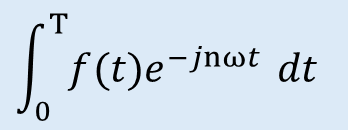 ∫₀ᵀ f(t)e^{-jnωt} dt